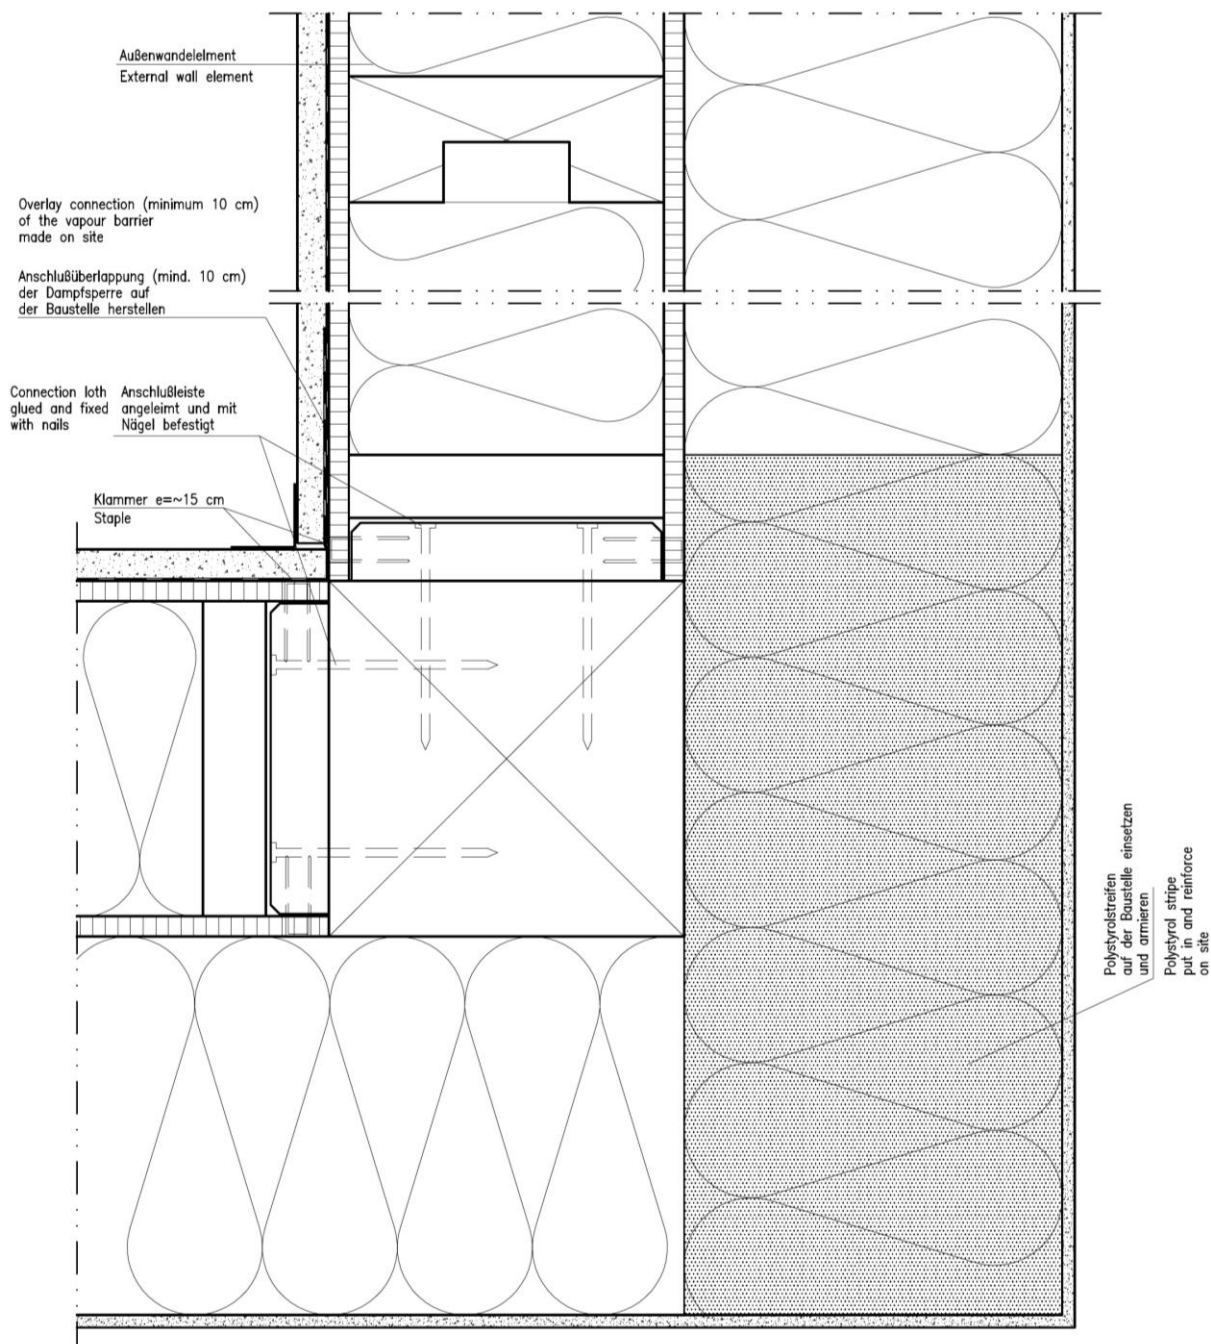 Außenwandelelment
External wall element
Overlay connection (minimum 10 cm)
of the vapour barrier
made on site
Anschlußüberlappung (mind. 10 cm)
der Dampfsperre auf
der Baustelle herstellen
Connection loth
glued and fixed
with nails
Anschlußleiste
angeleimt und mit
Nägel befestigt
Klammer e=~15 cm
Staple
Polystyrolstreifen
auf der Baustelle einsetzen
und armieren
Polystyrol stripe
put in and reinforce
on site